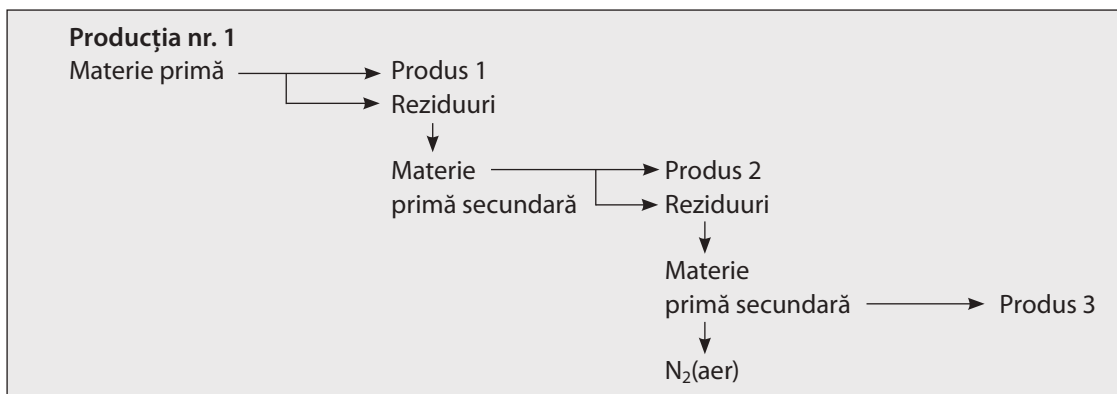 Producția nr. 1
Materie primă
Produs 1
Reziduuri
Materie
primă secundară
Produs 2
Reziduuri
Materie
primă secundară
Produs 3
N₂(aer)